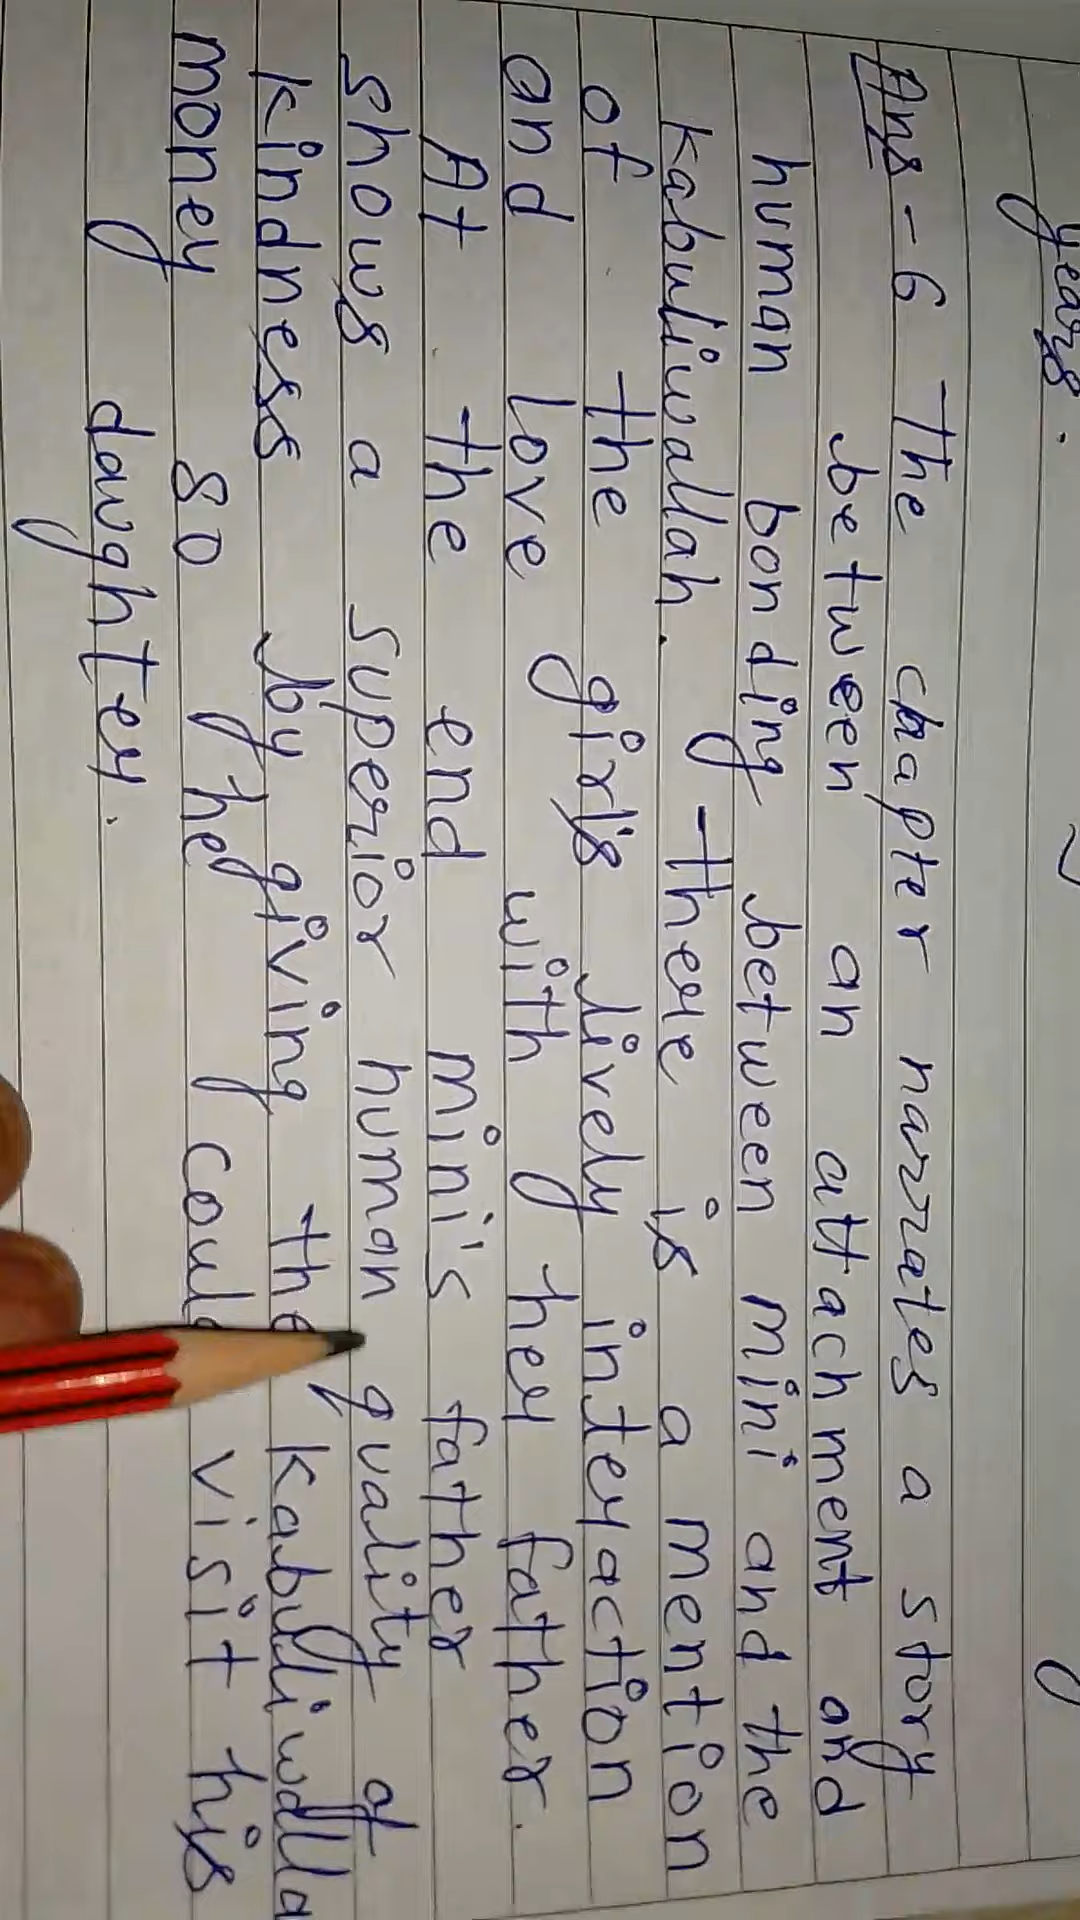 years.
Ans-6 The chapter narrates a story
between an attachment and
human bonding between mini and the
kabuliwallah. There is a mention
of the girl's lively interaction
and love with her father.
At the end mini's father
shows a superior human quality of
kindness by giving the kabuliwalla
money so he could visit his
daughter.